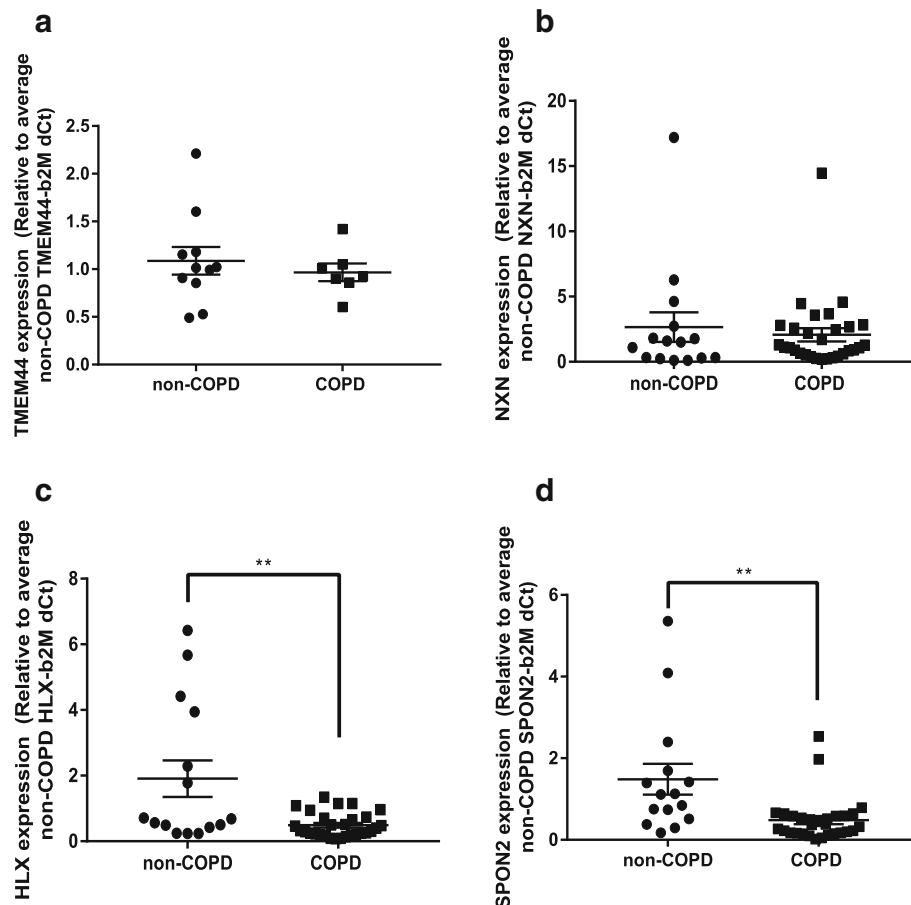 a
TMEM44 expression (Relative to average
non-COPD TMEM44-b2M dCt)
2.5
2.0
1.5
1.0
0.5
0.0
non-COPD
COPD
b
NXN expression (Relative to average
non-COPD NXN-b2M dCt)
20
15
10
5
0
non-COPD
COPD
c
HLX expression (Relative to average
non-COPD HLX-b2M dCt)
8
6
4
2
0
**
non-COPD
COPD
d
SPON2 expression (Relative to average
non-COPD SPON2-b2M dCt)
6
4
2
0
**
non-COPD
COPD